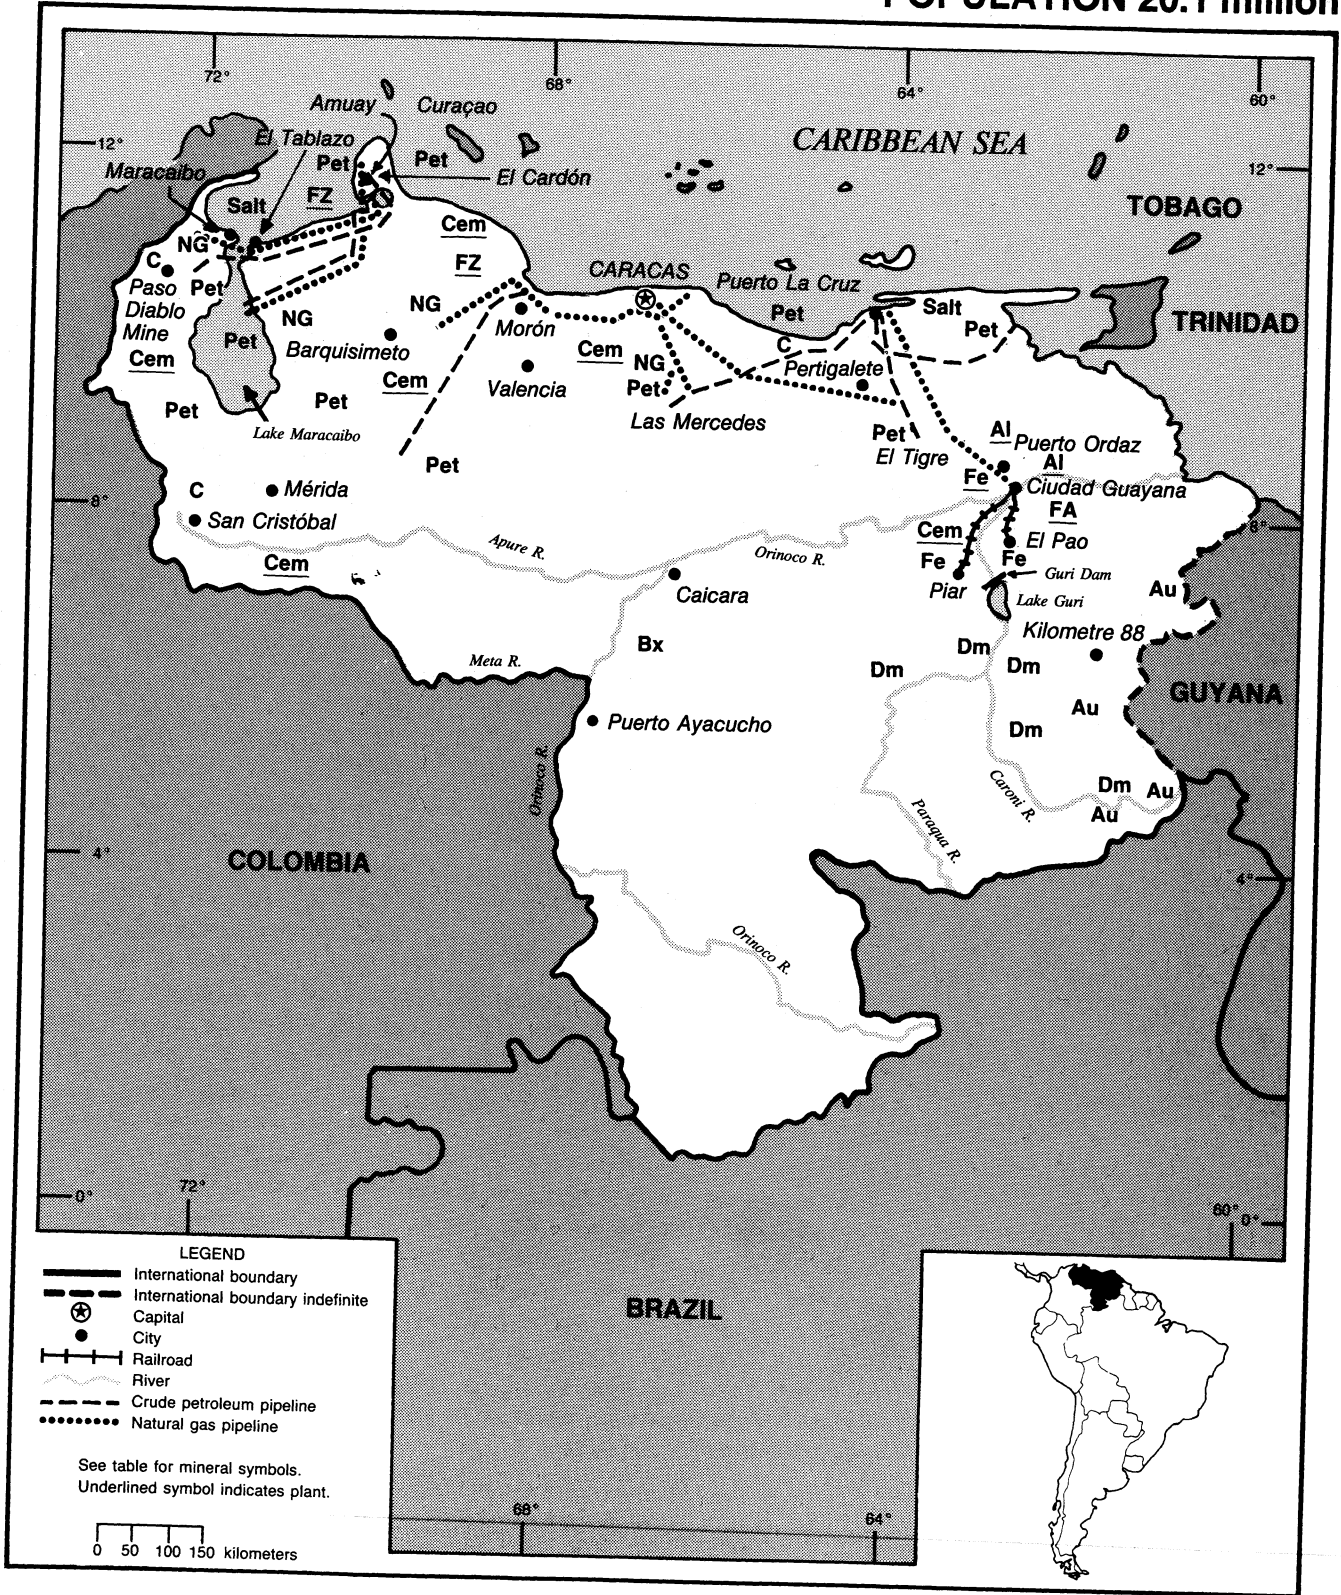 POPULATION 20.1 million
72°
68°
64°
60°
Amuay
Curaçao
CARIBBEAN SEA
12°
El Tablazo
Maracaibo
Pet
Pet
El Cardón
12°
Salt
FZ
TOBAGO
NG
Cem
C
FZ
CARACAS
Puerto La Cruz
Paso
Diablo
Mine
Pet
NG
NG
Pet
Salt
Pet
TRINIDAD
Morón
Cem
Pet
Barquisimeto
Cem
NG
C
Pertigalete
Cem
Valencia
Pet
Pet
Pet
Las Mercedes
Lake Maracaibo
Pet
Pet
El Tigre
Al
Puerto Ordaz
Al
8°
C
Mérida
Fe
Ciudad Guayana
San Cristóbal
FA
8°
Apure R.
Orinoco R.
Cem
El Pao
Cem
Fe
Fe
Guri Dam
Piar
Lake Guri
Au
Caicara
Kilometre 88
Bx
Dm
Meta R.
Dm
Dm
GUYANA
Au
Puerto Ayacucho
Dm
Orinoco R.
Caroni R.
Dm
Au
Au
Paraqua R.
4°
COLOMBIA
4°
Orinoco R.
0°
72°
60°
0°
LEGEND
International boundary
International boundary indefinite
Capital
City
Railroad
River
Crude petroleum pipeline
Natural gas pipeline
See table for mineral symbols.
Underlined symbol indicates plant.
0 50 100 150 kilometers
BRAZIL
68°
64°